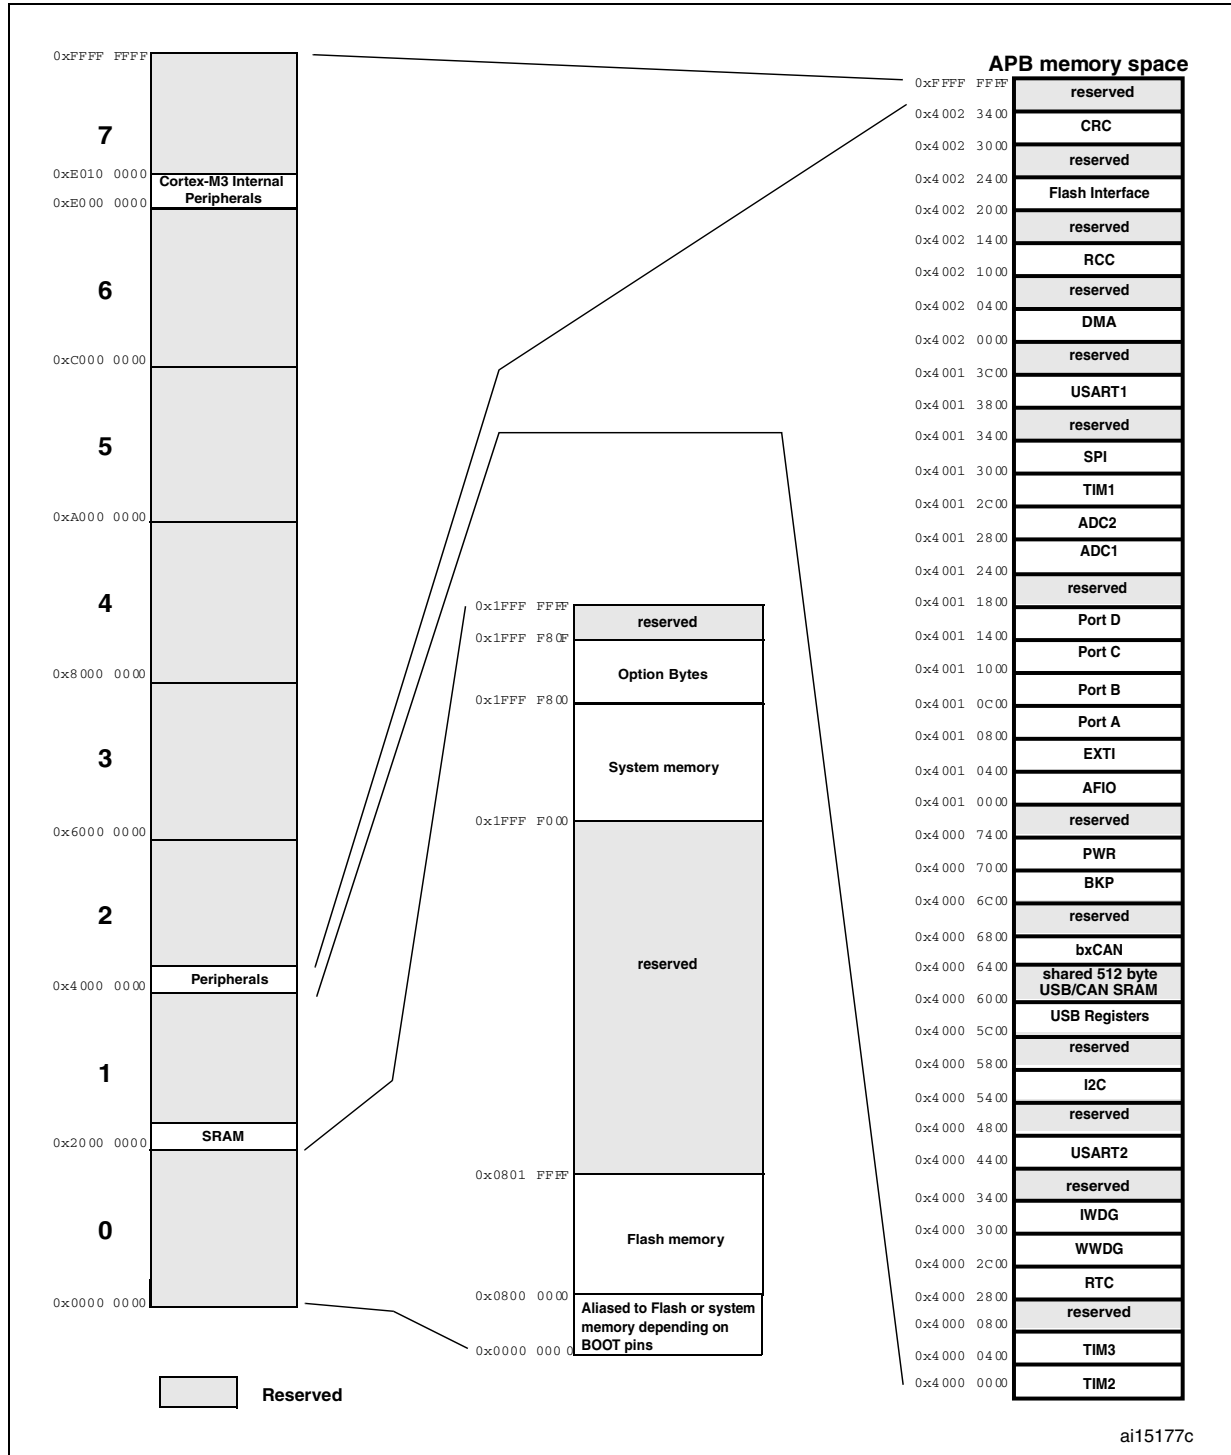 0xFFFF FFFF
7
0xE010 0000
Cortex-M3 Internal
Peripherals
0xE000 0000
6
0xC000 0000
5
0xA000 0000
4
0x8000 0000
3
0x6000 0000
2
Peripherals
0x4000 0000
1
SRAM
0x2000 0000
0
0x0000 0000
Reserved
0x1FFF FFFF
reserved
0x1FFF F80F
Option Bytes
0x1FFF F800
System memory
0x1FFF F000
reserved
0x0801 FFFF
Flash memory
0x0800 0000
Aliased to Flash or system
memory depending on
BOOT pins
0x0000 0000
APB memory space
0xFFFF FFFF
reserved
0x4002 3400
CRC
0x4002 3000
reserved
0x4002 2400
Flash Interface
0x4002 2000
reserved
0x4002 1400
RCC
0x4002 1000
reserved
0x4002 0400
DMA
0x4002 0000
reserved
0x4001 3C00
USART1
0x4001 3800
reserved
0x4001 3400
SPI
0x4001 3000
TIM1
0x4001 2C00
ADC2
0x4001 2800
ADC1
0x4001 2400
reserved
0x4001 1800
Port D
0x4001 1400
Port C
0x4001 1000
Port B
0x4001 0C00
Port A
0x4001 0800
EXTI
0x4001 0400
AFIO
0x4001 0000
reserved
0x4000 7400
PWR
0x4000 7000
BKP
0x4000 6C00
reserved
0x4000 6800
bxCAN
0x4000 6400
shared 512 byte
USB/CAN SRAM
0x4000 6000
USB Registers
0x4000 5C00
reserved
0x4000 5800
I2C
0x4000 5400
reserved
0x4000 4800
USART2
0x4000 4400
reserved
0x4000 3400
IWDG
0x4000 3000
WWDG
0x4000 2C00
RTC
0x4000 2800
reserved
0x4000 0800
TIM3
0x4000 0400
TIM2
0x4000 0000
ai15177c